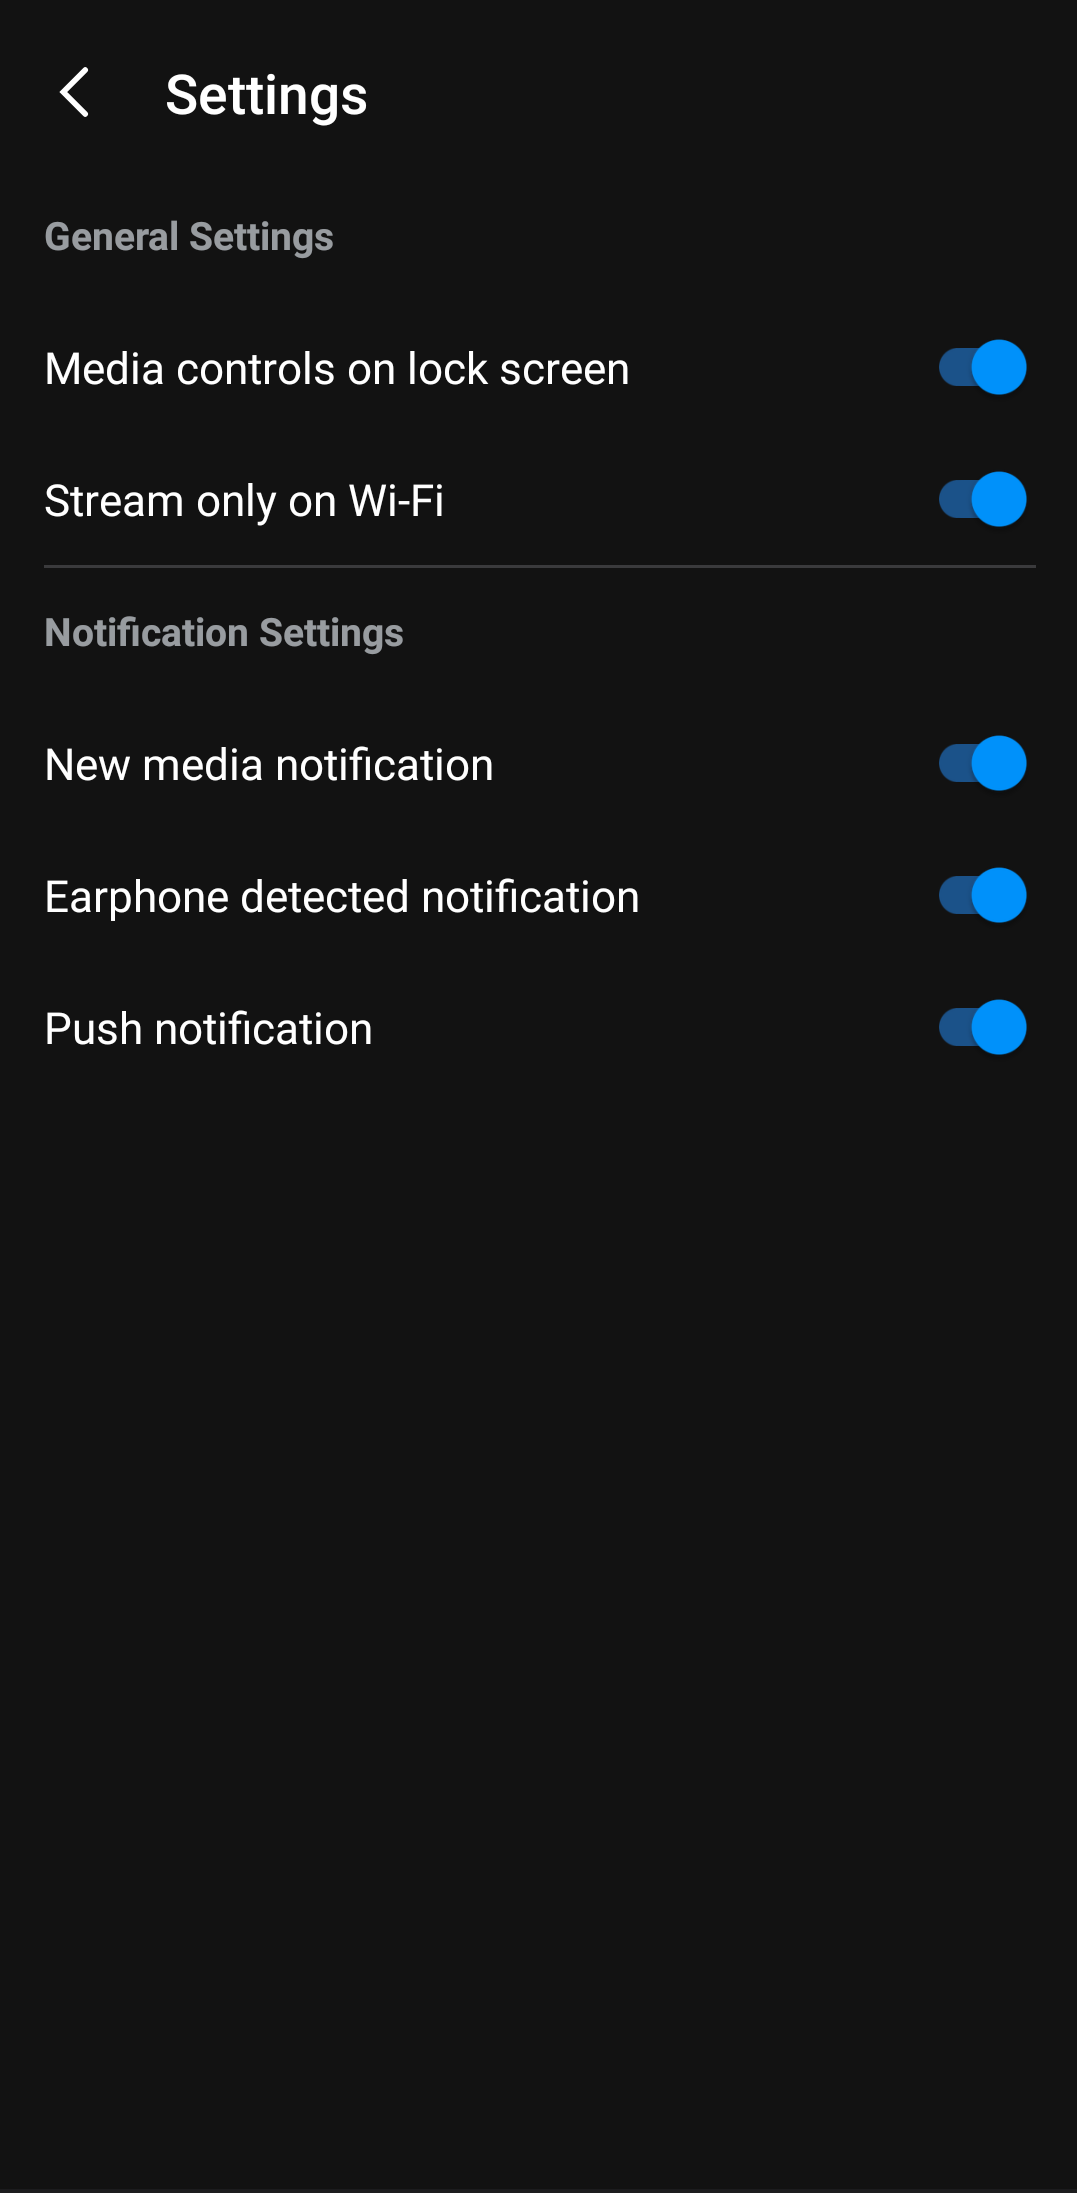 Settings
General Settings
Media controls on lock screen
Stream only on Wi-Fi
Notification Settings
New media notification
Earphone detected notification
Push notification